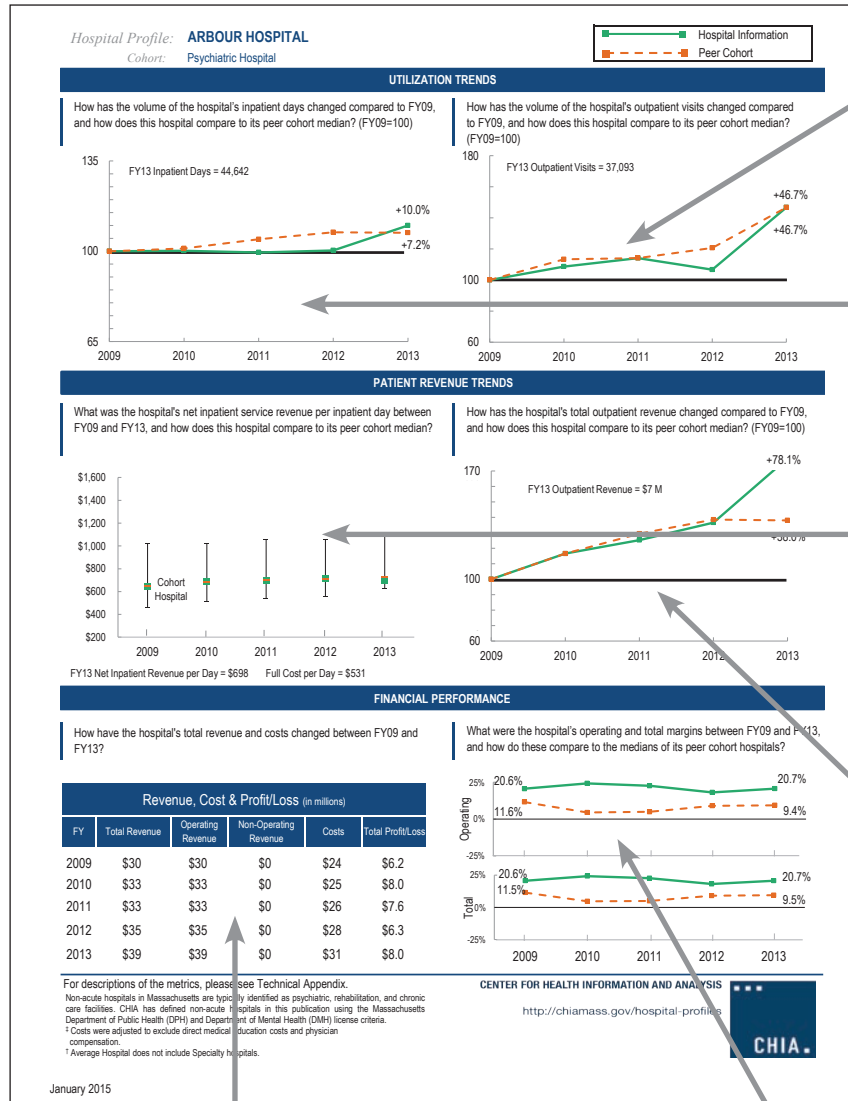 Hospital Profile: ARBOUR HOSPITAL
Cohort: Psychiatric Hospital
Hospital Information
Peer Cohort
UTILIZATION TRENDS
How has the volume of the hospital's inpatient days changed compared to FY09,
and how does this hospital compare to its peer cohort median? (FY09=100)
135
FY13 Inpatient Days = 44,642
+10.0%
100
+7.2%
65
2009 2010 2011 2012 2013
How has the volume of the hospital's outpatient visits changed compared
to FY09, and how does this hospital compare to its peer cohort median?
(FY09=100)
180
FY13 Outpatient Visits = 37,093
+46.7%
+46.7%
100
60
2009 2010 2011 2012 2013
PATIENT REVENUE TRENDS
What was the hospital's net inpatient service revenue per inpatient day between
FY09 and FY13, and how does this hospital compare to its peer cohort median?
$1,600
$1,400
$1,200
$1,000
$800
$600
$400
$200
Cohort
Hospital
2009 2010 2011 2012 2013
FY13 Net Inpatient Revenue per Day = $698 Full Cost per Day = $531
How has the hospital's total outpatient revenue changed compared to FY09,
and how does this hospital compare to its peer cohort median? (FY09=100)
+78.1%
170
FY13 Outpatient Revenue = $7 M
100
60
2009 2010 2011 2012 2013
FINANCIAL PERFORMANCE
How have the hospital's total revenue and costs changed between FY09 and
FY13?
Revenue, Cost & Profit/Loss (in millions)
FY Total Revenue Operating Revenue Non-Operating Revenue Costs Total Profit/Loss
2009 $30 $30 $0 $24 $6.2
2010 $33 $33 $0 $25 $8.0
2011 $33 $33 $0 $26 $7.6
2012 $35 $35 $0 $28 $6.3
2013 $39 $39 $0 $31 $8.0
What were the hospital's operating and total margins between FY09 and FY13,
and how do these compare to the medians of its peer cohort hospitals?
Operating
25%
0%
-25%
20.6% 20.7%
11.6% 9.4%
Total
25%
0%
-25%
20.6% 20.7%
11.5% 9.5%
2009 2010 2011 2012 2013
For descriptions of the metrics, please see Technical Appendix.
Non-acute hospitals in Massachusetts are typically identified as psychiatric, rehabilitation, and chronic
care facilities. CHIA has defined non-acute hospitals in this publication using the Massachusetts
Department of Public Health (DPH) and Department of Mental Health (DMH) license criteria.
‡ Costs were adjusted to exclude direct medical education costs and physician
compensation.
† Average Hospital does not include Specialty hospitals.
CENTER FOR HEALTH INFORMATION AND ANALYSIS
http://chiamass.gov/hospital-profiles
CHIA.
January 2015